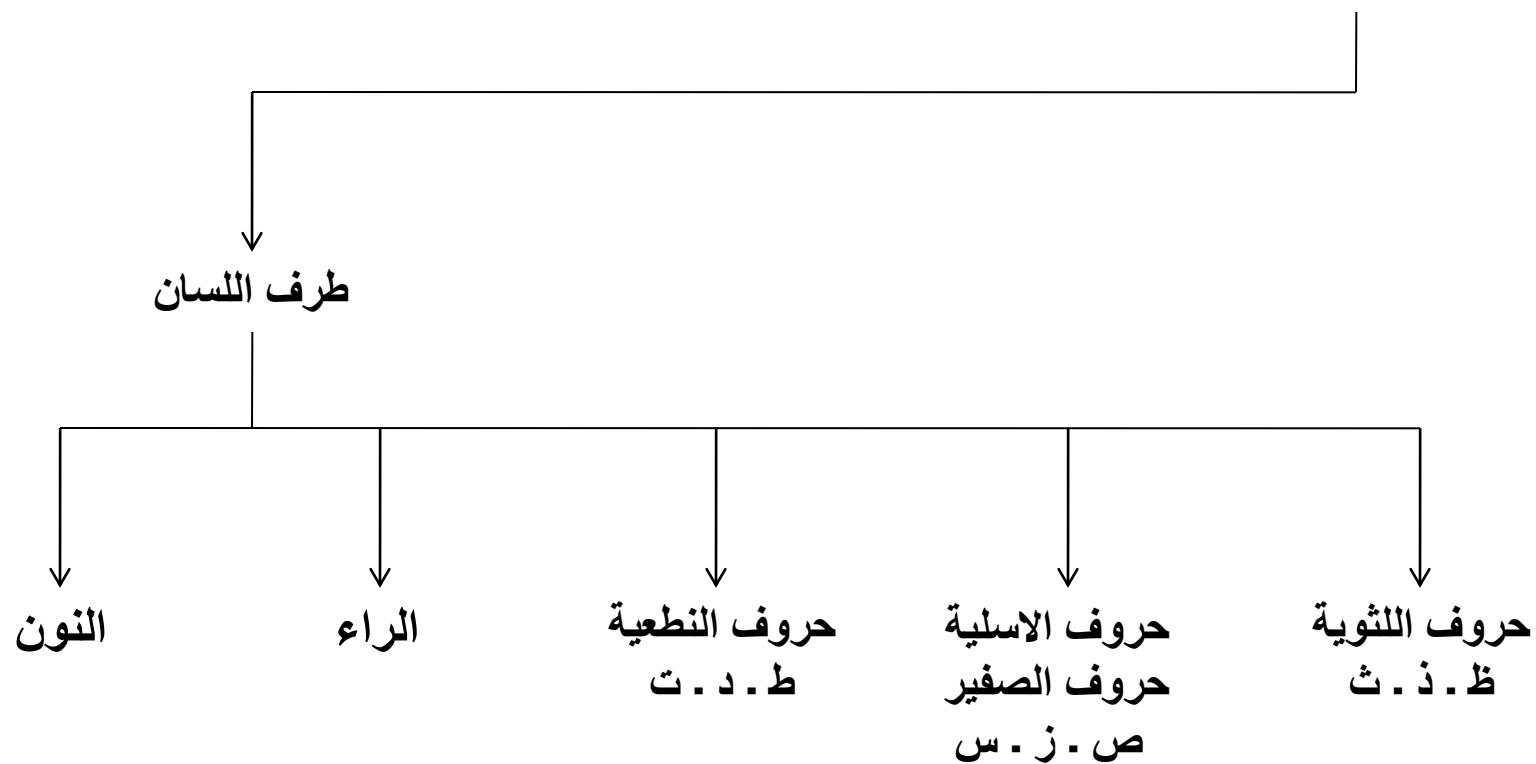 طرف اللسان
حروف اللثوية
ظ . ذ . ث
حروف الاسلية
حروف الصفير
ص . ز . س
حروف النطعية
ط . د . ت
الراء
النون